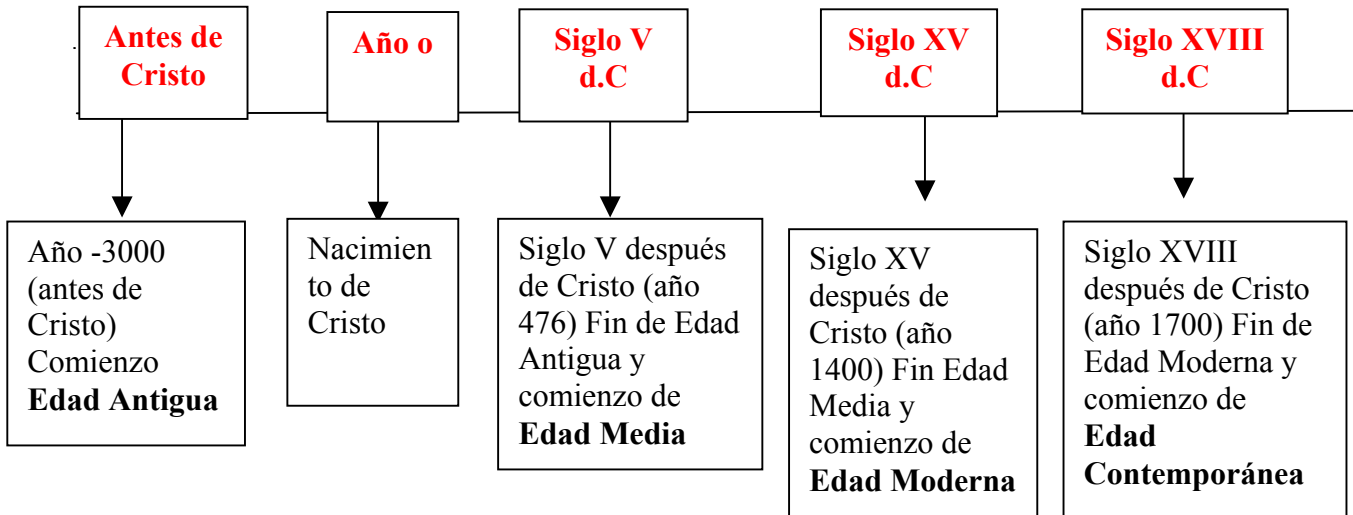 Antes de
Cristo
Año o
Siglo V
d.C
Siglo XV
d.C
Siglo XVIII
d.C
Año -3000
(antes de
Cristo)
Comienzo
Edad Antigua
Nacimien
to de
Cristo
Siglo V después
de Cristo (año
476) Fin de Edad
Antigua y
comienzo de
Edad Media
Siglo XV
después de
Cristo (año
1400) Fin Edad
Media y
comienzo de
Edad Moderna
Siglo XVIII
después de Cristo
(año 1700) Fin de
Edad Moderna y
comienzo de
Edad
Contemporánea